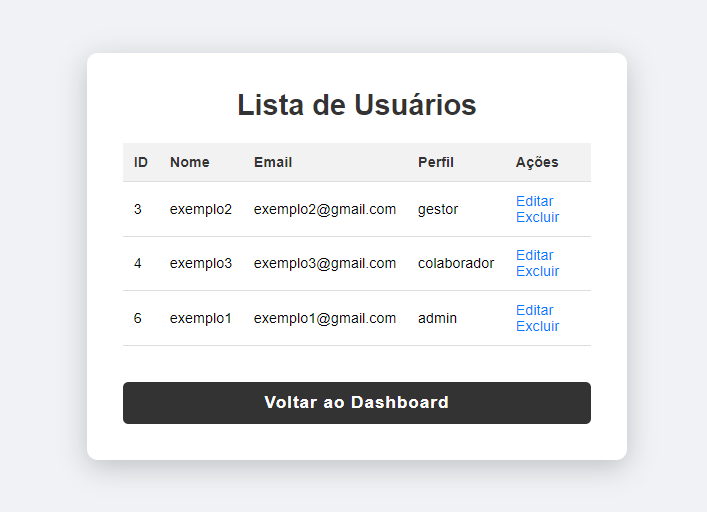 Lista de Usuários
ID Nome Email Perfil Ações
3 exemplo2 exemplo2@gmail.com gestor Editar
Excluir
4 exemplo3 exemplo3@gmail.com colaborador Editar
Excluir
6 exemplo1 exemplo1@gmail.com admin Editar
Excluir
Voltar ao Dashboard